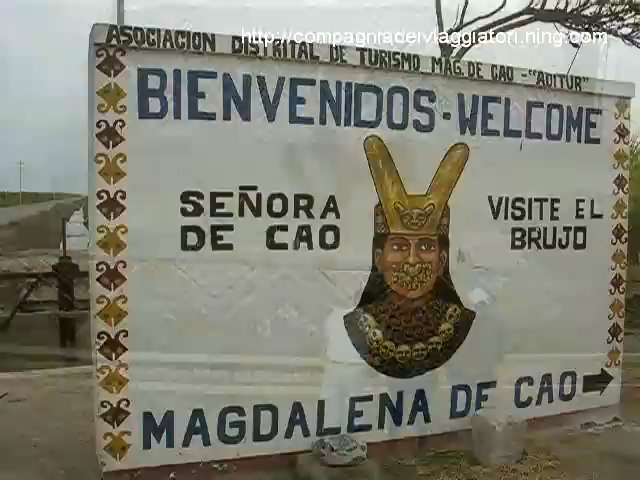 http://compagniadeiviaggiatori.ning.com/
ASOCIACION DISTRITAL DE TURISMO MAG. DE CAO - "ADITUR"
BIENVENIDOS - WELCOME
SEÑORA
DE CAO
VISITE EL
BRUJO
MAGDALENA DE CAO